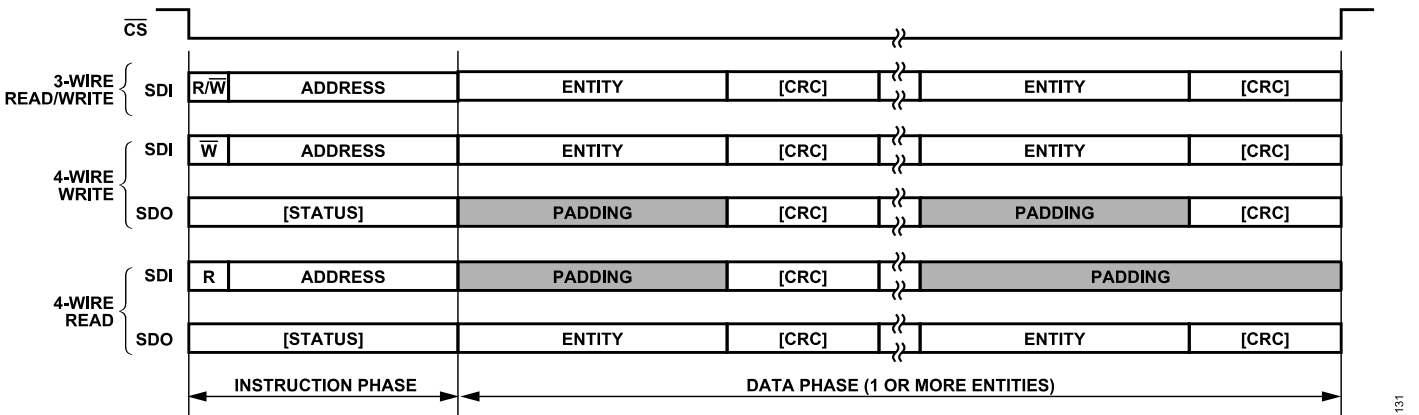 CS
3-WIRE
READ/WRITE
SDI R/W ADDRESS ENTITY [CRC] ENTITY [CRC]
4-WIRE
WRITE
SDI W ADDRESS ENTITY [CRC] ENTITY [CRC]
SDO [STATUS] PADDING [CRC] PADDING [CRC]
4-WIRE
READ
SDI R ADDRESS PADDING [CRC] PADDING
SDO [STATUS] ENTITY [CRC] ENTITY [CRC]
INSTRUCTION PHASE DATA PHASE (1 OR MORE ENTITIES)
131